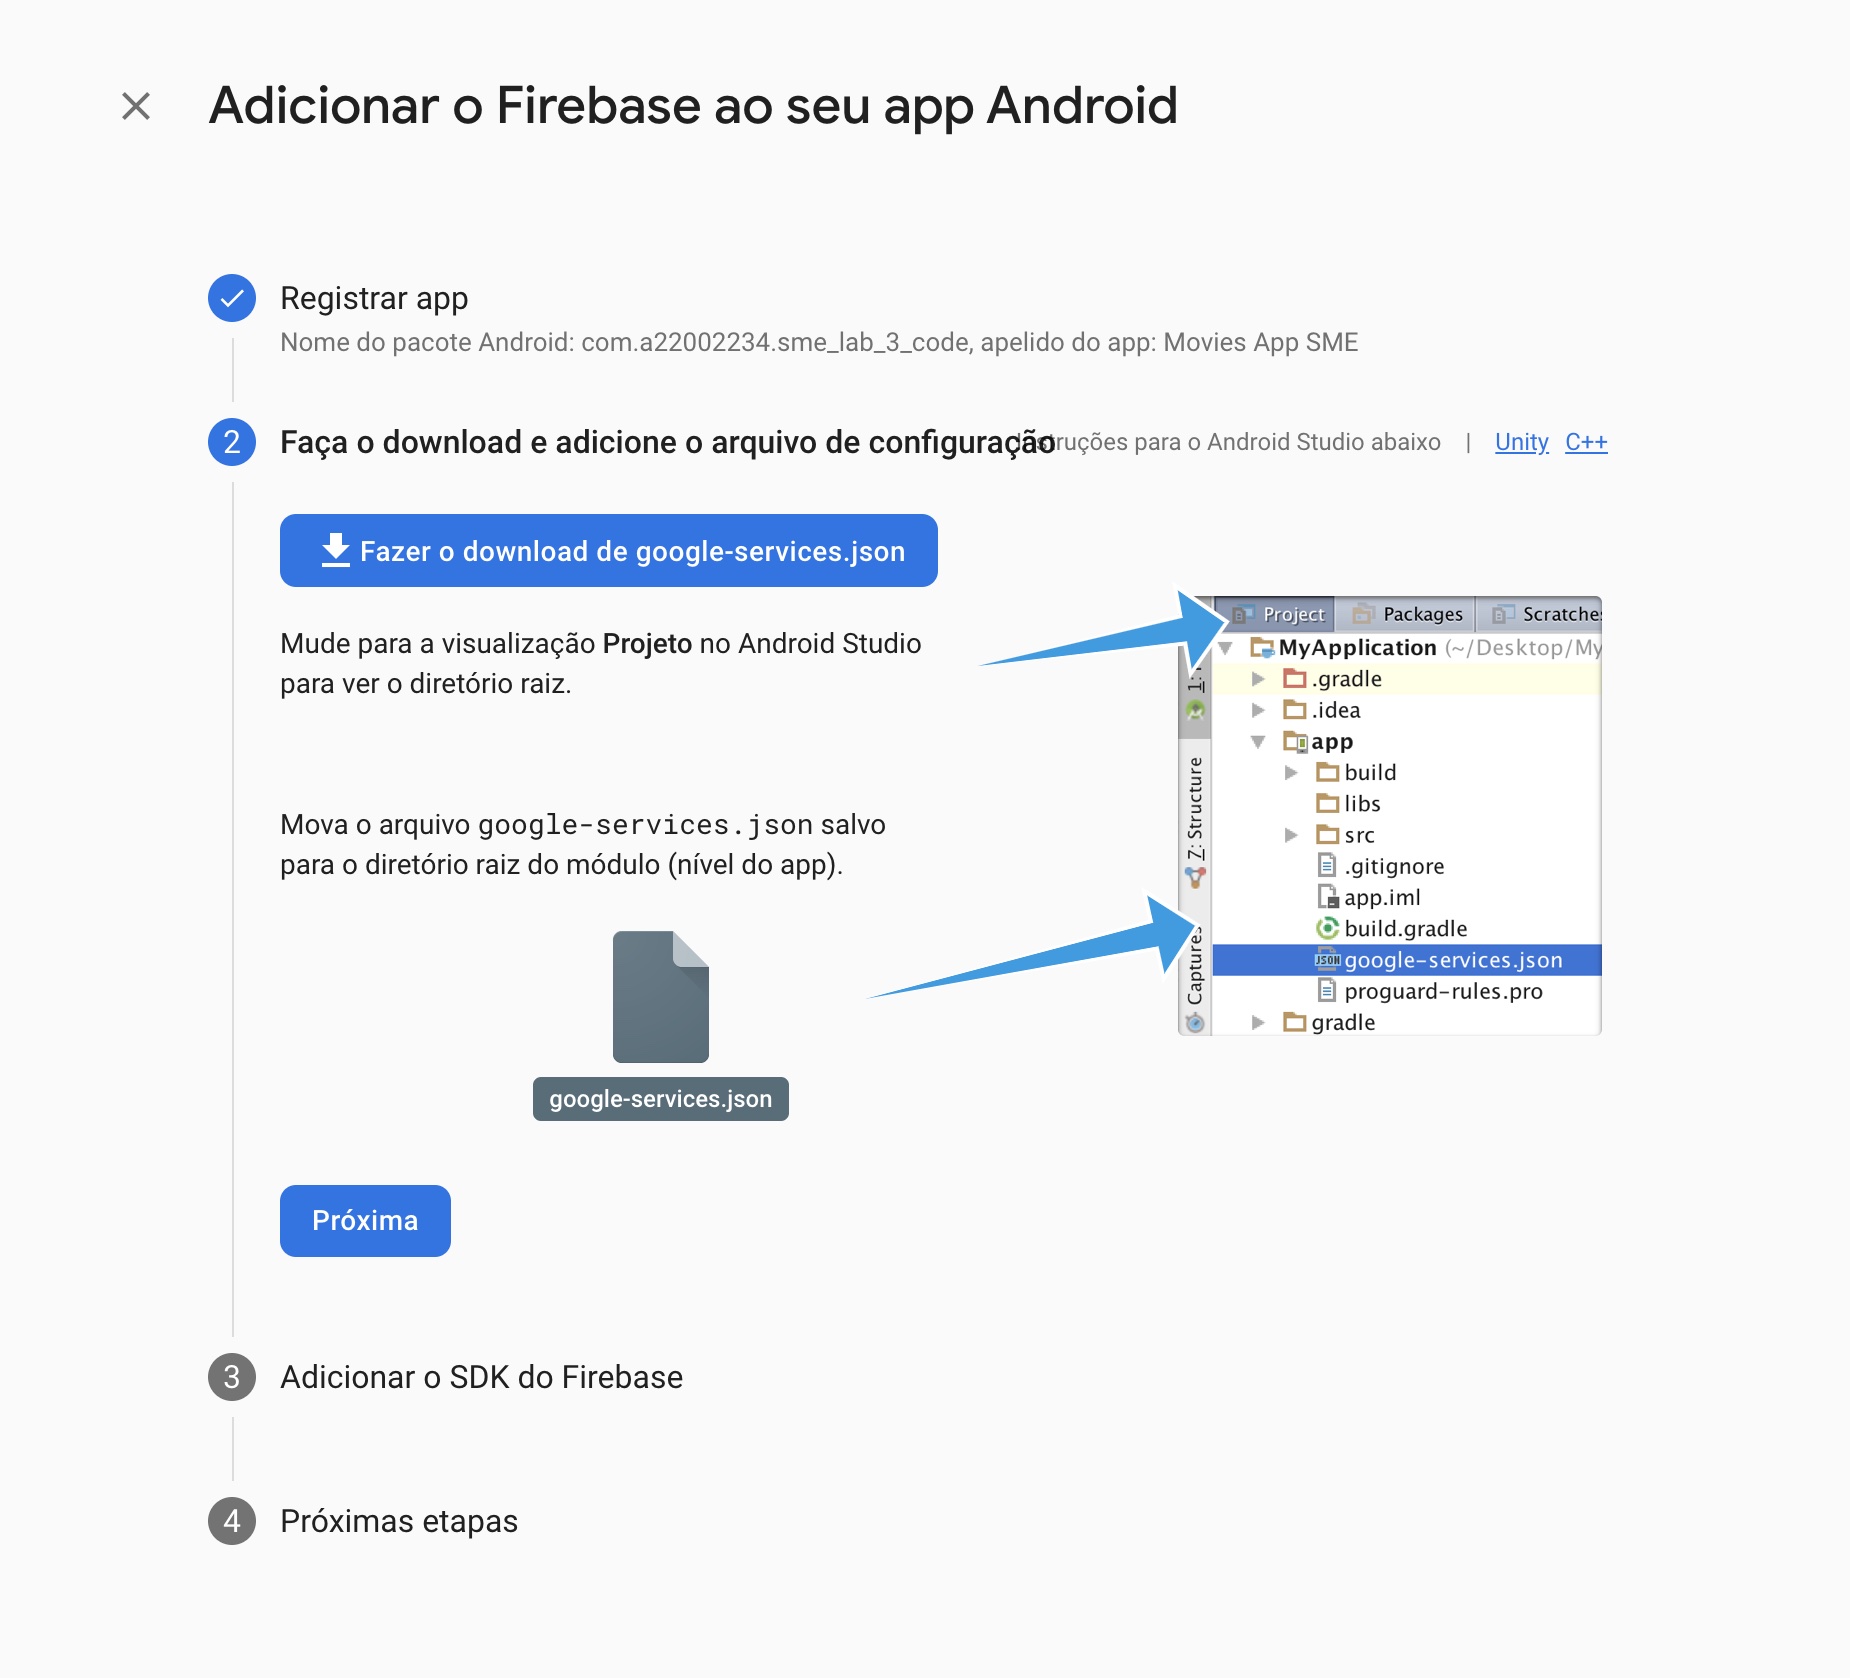 Adicionar o Firebase ao seu app Android
Registrar app
Nome do pacote Android: com.a22002234.sme_lab_3_code, apelido do app: Movies App SME
2
Faça o download e adicione o arquivo de configuração
Instruções para o Android Studio abaixo | Unity C++
Fazer o download de google-services.json
Mude para a visualização Projeto no Android Studio
para ver o diretório raiz.
Mova o arquivo google-services.json salvo
para o diretório raiz do módulo (nível do app).
google-services.json
Project Packages Scratches
MyApplication (~/Desktop/My
.gradle
.idea
app
build
libs
src
.gitignore
app.iml
build.gradle
JSON google-services.json
proguard-rules.pro
gradle
1:
7: Structure
Captures
Próxima
3 Adicionar o SDK do Firebase
4 Próximas etapas